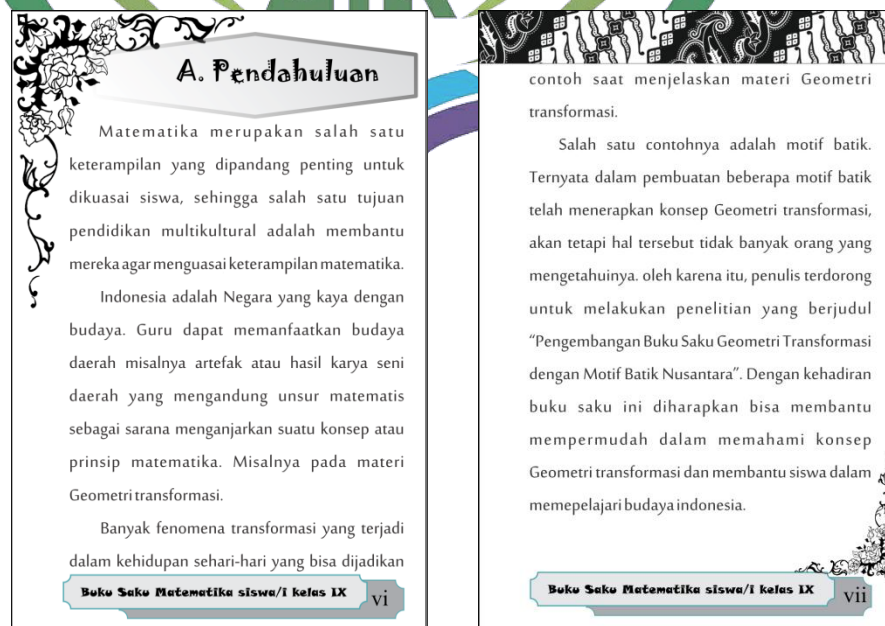 A. Pendahuluan
Matematika merupakan salah satu
keterampilan yang dipandang penting untuk
dikuasai siswa, sehingga salah satu tujuan
pendidikan multikultural adalah membantu
mereka agar menguasai keterampilan matematika.
Indonesia adalah Negara yang kaya dengan
budaya. Guru dapat memanfaatkan budaya
daerah misalnya artefak atau hasil karya seni
daerah yang mengandung unsur matematis
sebagai sarana menganjarkan suatu konsep atau
prinsip matematika. Misalnya pada materi
Geometri transformasi.
Banyak fenomena transformasi yang terjadi
dalam kehidupan sehari-hari yang bisa dijadikan
Buku Saku Matematika siswa/i kelas IX
vi
contoh saat menjelaskan materi Geometri
transformasi.
Salah satu contohnya adalah motif batik.
Ternyata dalam pembuatan beberapa motif batik
telah menerapkan konsep Geometri transformasi,
akan tetapi hal tersebut tidak banyak orang yang
mengetahuinya. oleh karena itu, penulis terdorong
untuk melakukan penelitian yang berjudul
“Pengembangan Buku Saku Geometri Transformasi
dengan Motif Batik Nusantara”. Dengan kehadiran
buku saku ini diharapkan bisa membantu
mempermudah dalam memahami konsep
Geometri transformasi dan membantu siswa dalam
memepelajari budaya indonesia.
Buku Saku Matematika siswa/i kelas IX
vii